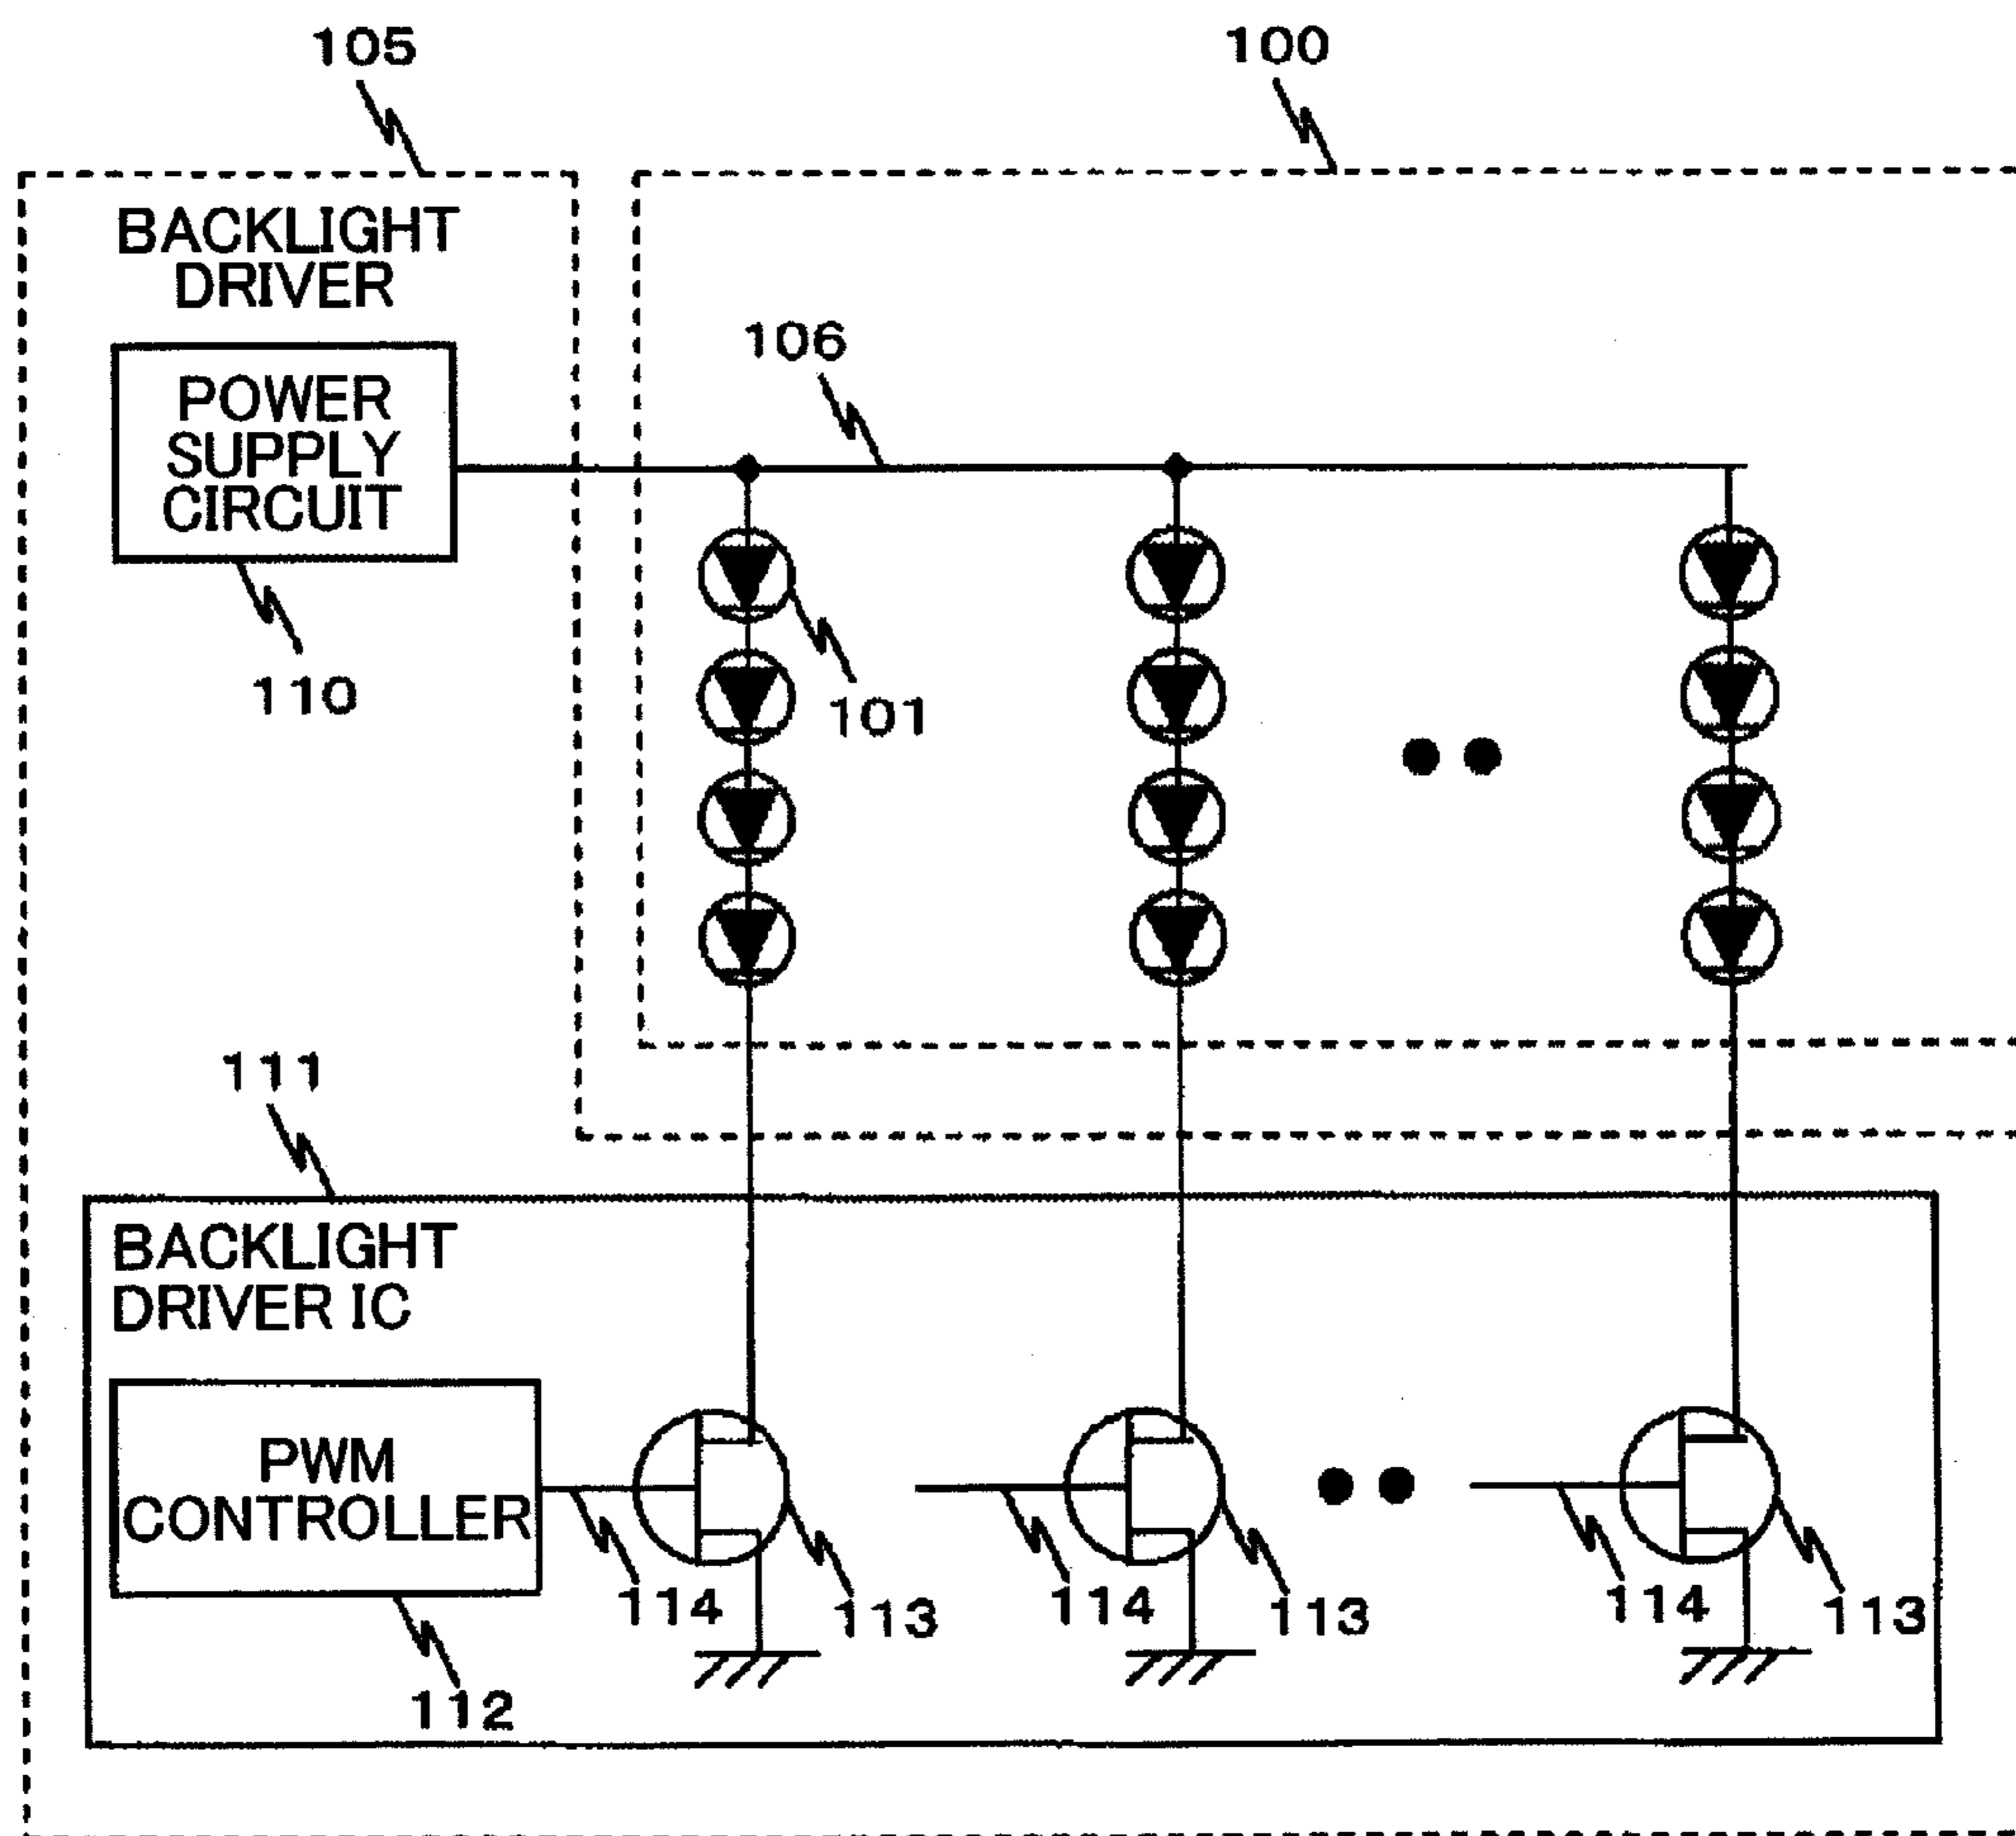 105
100
BACKLIGHT
DRIVER
106
POWER
SUPPLY
CIRCUIT
110
101
111
BACKLIGHT
DRIVER IC
PWM
CONTROLLER
114
113
114
113
114
113
112